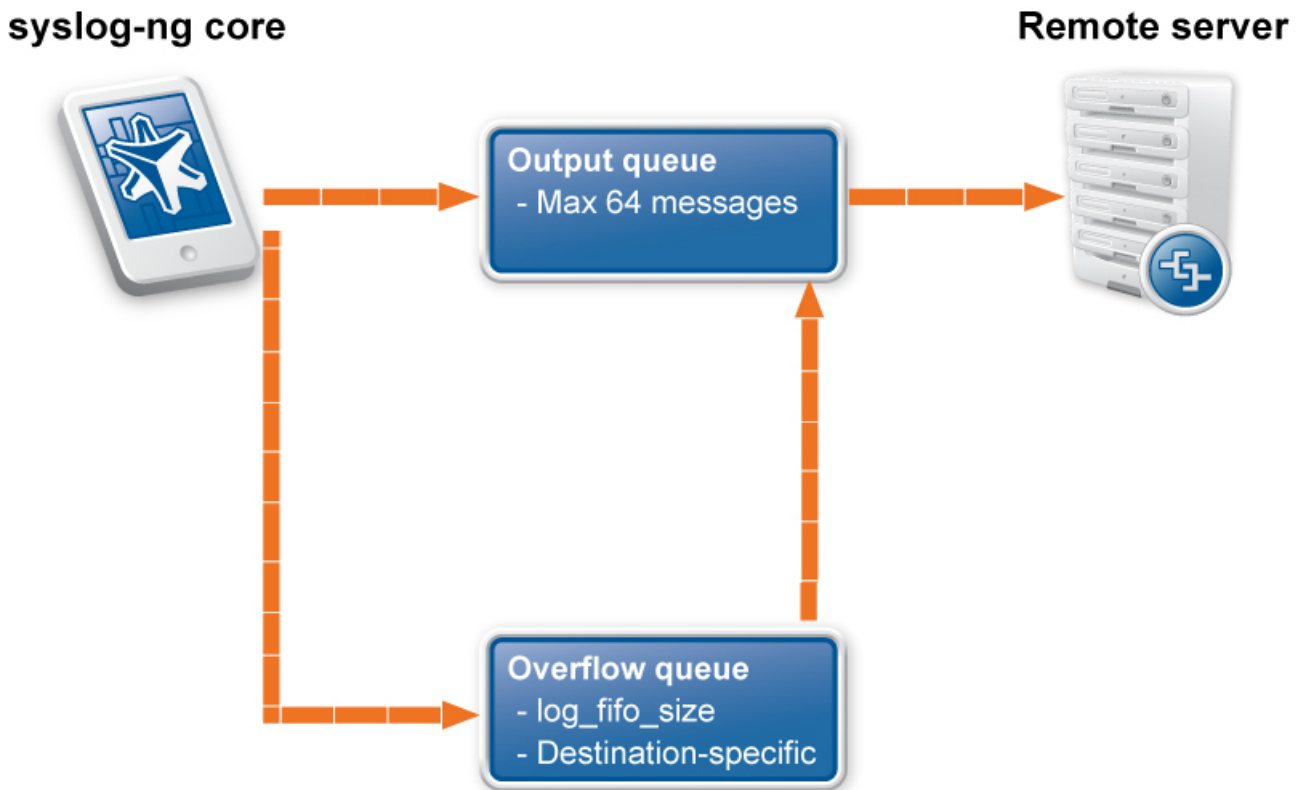 syslog-ng core
Remote server
Output queue
- Max 64 messages
Overflow queue
- log_fifo_size
- Destination-specific